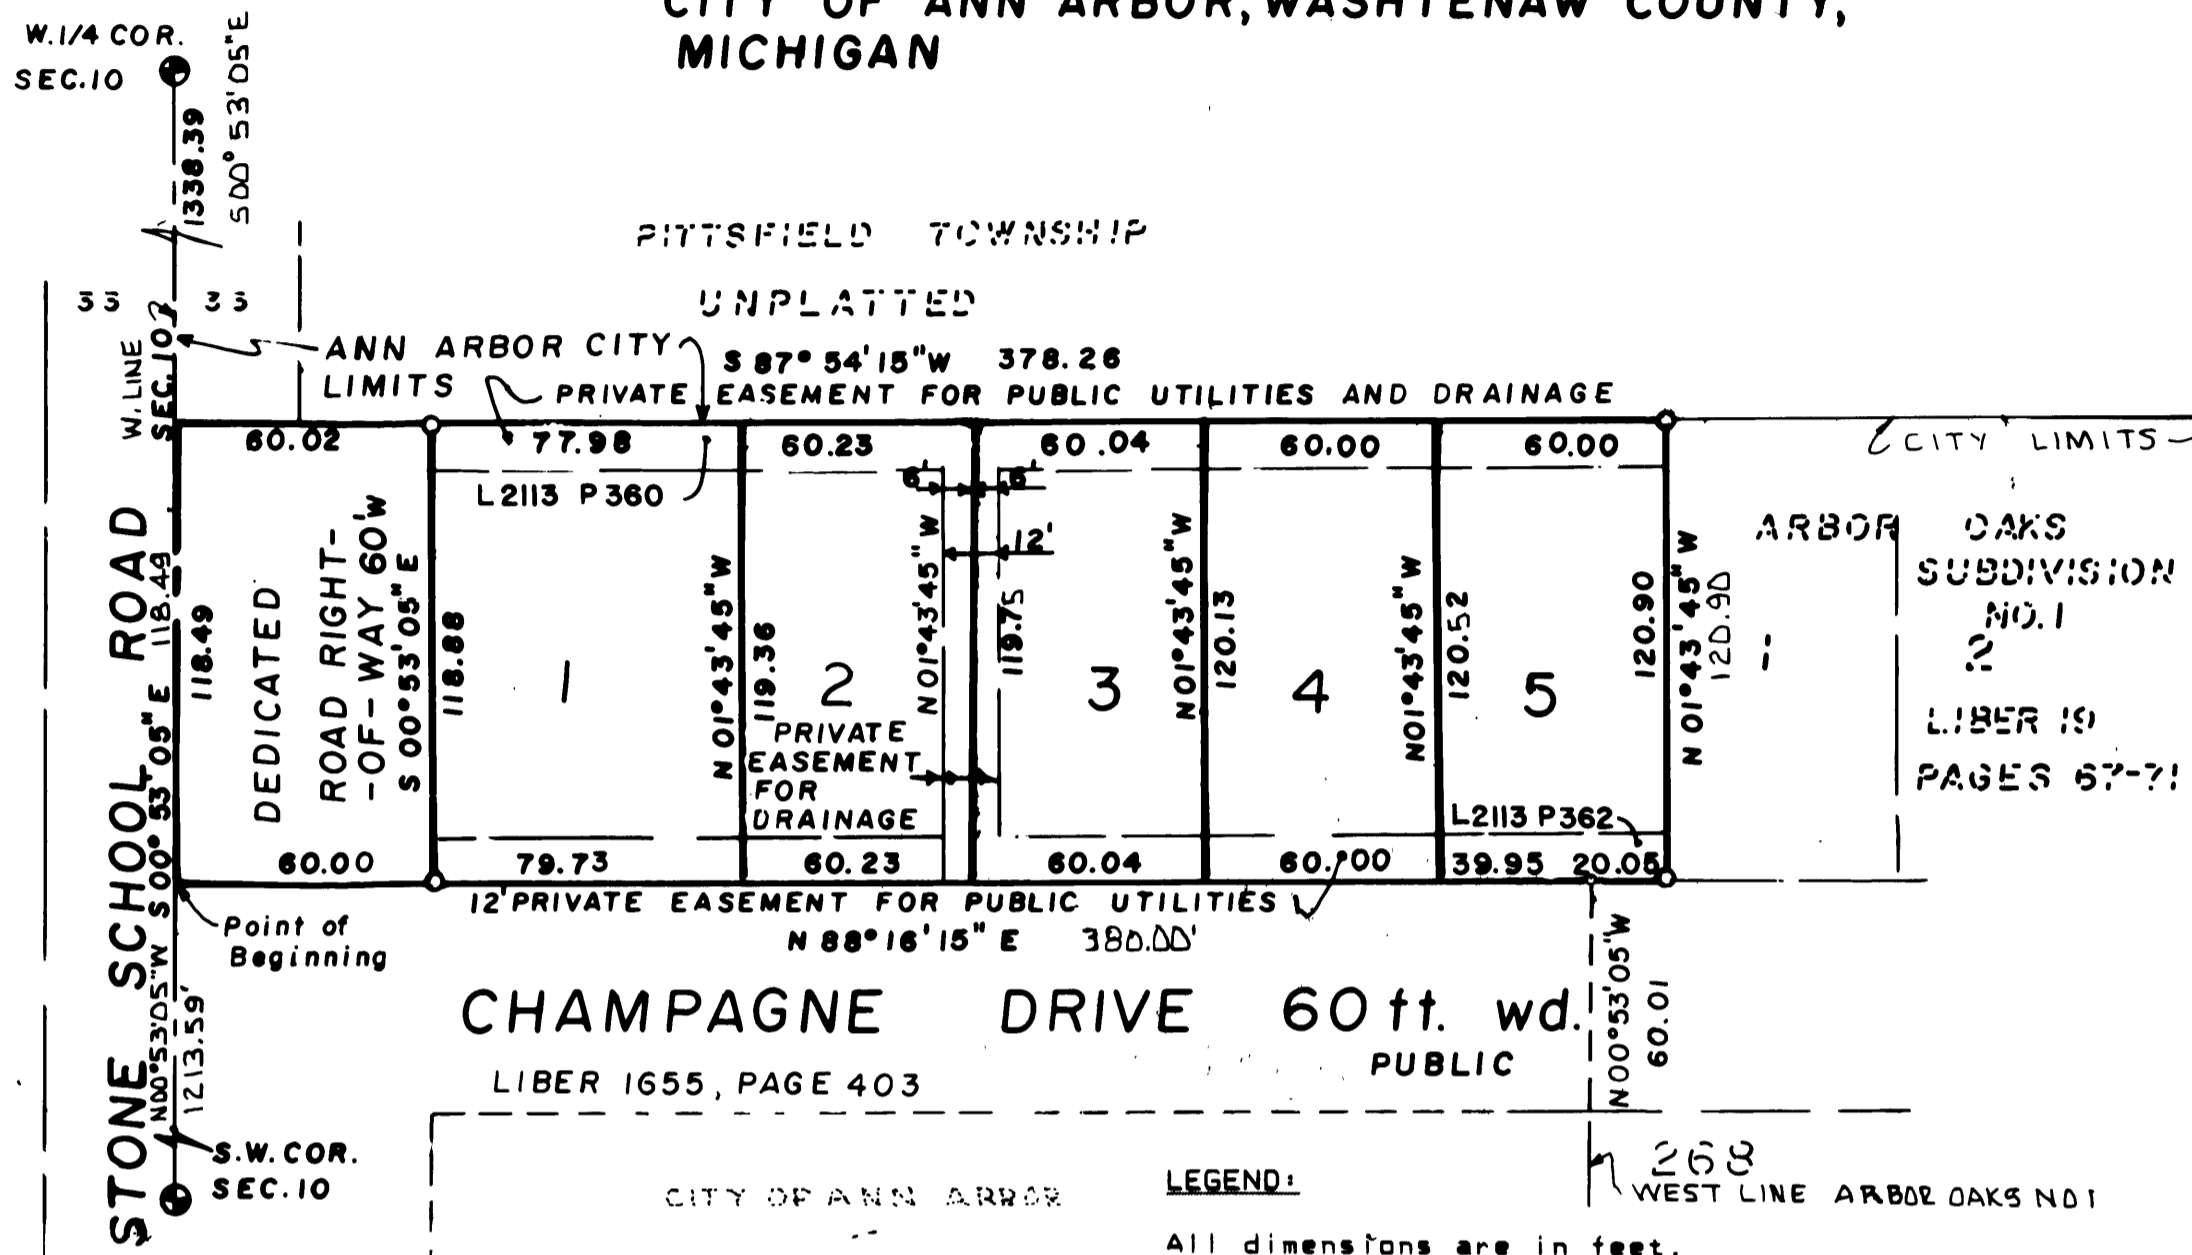 CITY OF ANN ARBOR, WASHTENAW COUNTY,
MICHIGAN
W. 1/4 COR.
SEC. 10
1338.39
S00°53'05"E
PITTSFIELD TOWNSHIP
UNPLATTED
33 33
W. LINE
SEC. 10
ANN ARBOR CITY
LIMITS
S 87° 54' 15" W 378.26
PRIVATE EASEMENT FOR PUBLIC UTILITIES AND DRAINAGE
60.02 77.98 60.23 60.04 60.00 60.00
CITY LIMITS
L2113 P360
6' 6'
12'
STONE SCHOOL ROAD
S 00° 53' 05" E 118.49
118.49
DEDICATED
ROAD RIGHT-
-OF-WAY 60'W
S 00° 53' 05" E
118.88
1
N 01° 43' 45" W
119.36
2
N01°43'45" W
119.75
3
N01°43'45" W
120.13
4
N01°43'45" W
120.52
5
120.90
N 01° 43' 45" W
120.90
PRIVATE
EASEMENT
FOR
DRAINAGE
ARBOR OAKS
SUBDIVISION
NO. 1
1 2
LIBER 19
PAGES 67-71
L2113 P362
60.00 79.73 60.23 60.04 60.00 39.95 20.05
12' PRIVATE EASEMENT FOR PUBLIC UTILITIES
N 88° 16' 15" E 380.00'
Point of
Beginning
N00°53'05"W
1213.59'
CHAMPAGNE DRIVE 60 ft. wd.
PUBLIC
LIBER 1655, PAGE 403
N00°53'05"W
60.01
S.W. COR.
SEC. 10
CITY OF ANN ARBOR
268
WEST LINE ARBOR OAKS NO 1
LEGEND:
All dimensions are in feet.